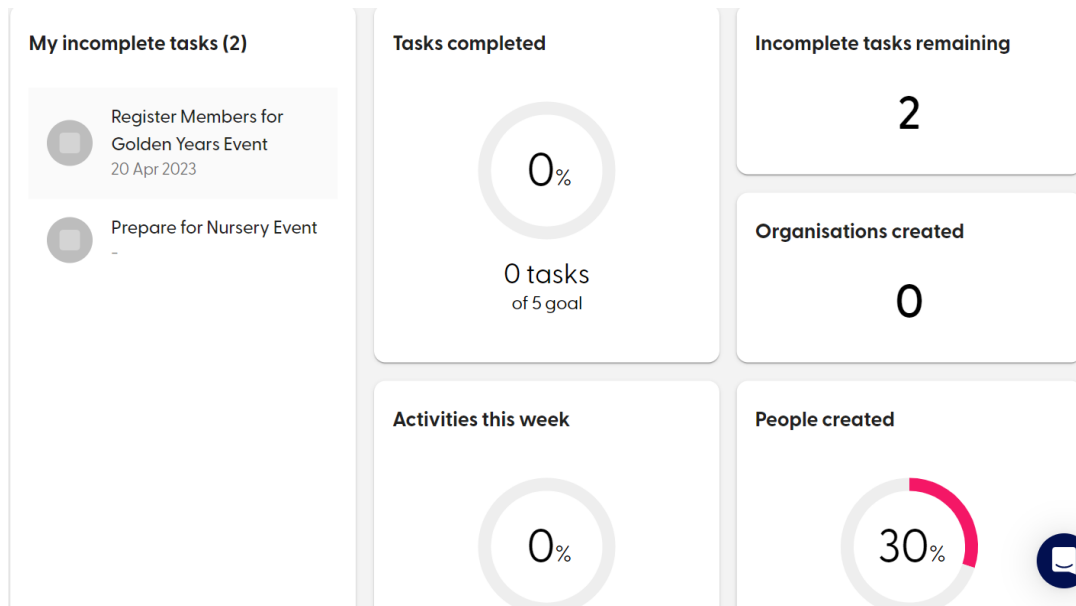 My incomplete tasks (2)
Register Members for
Golden Years Event
20 Apr 2023
Prepare for Nursery Event
-
Tasks completed
0%
0 tasks
of 5 goal
Incomplete tasks remaining
2
Organisations created
0
Activities this week
0%
People created
30%